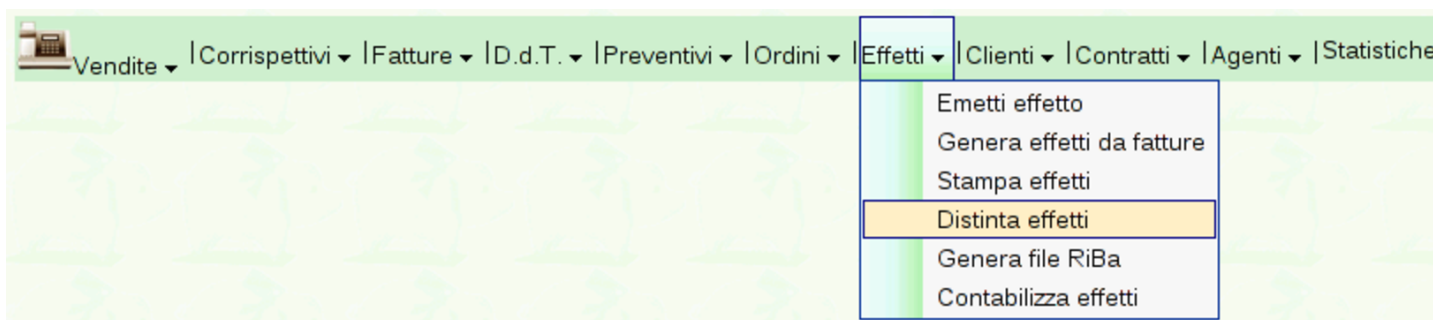 Vendite |Corrispettivi |Fatture |D.d.T. |Preventivi |Ordini |Effetti |Clienti |Contratti |Agenti |Statistiche
Emetti effetto
Genera effetti da fatture
Stampa effetti
Distinta effetti
Genera file RiBa
Contabilizza effetti